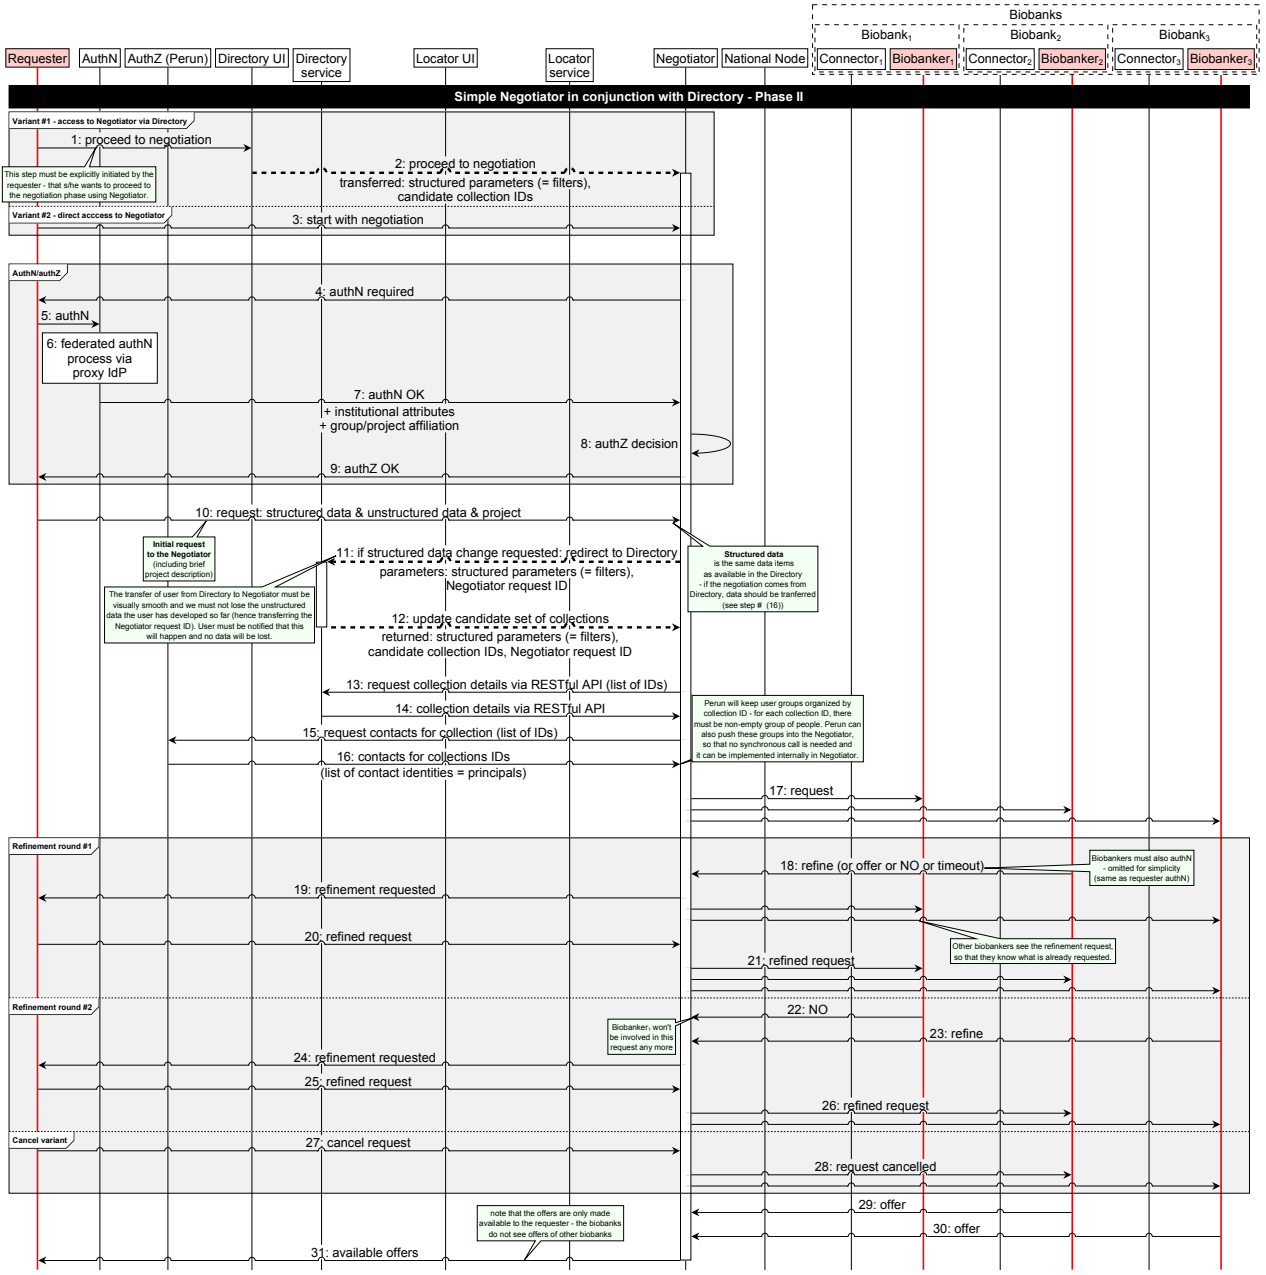 Biobanks
Biobank₁
Biobank₂
Biobank₃
Requester
AuthN
AuthZ (Perun)
Directory UI
Directory
service
Locator UI
Locator
service
Negotiator
National Node
Connector₁
Biobanker₁
Connector₂
Biobanker₂
Connector₃
Biobanker₃
Simple Negotiator in conjunction with Directory - Phase II
Variant #1 - access to Negotiator via Directory
1: proceed to negotiation
This step must be explicitly initiated by the
requester - that s/he wants to proceed to
the negotiation phase using Negotiator.
2: proceed to negotiation
transferred: structured parameters (= filters),
candidate collection IDs
Variant #2 - direct acccess to Negotiator
3: start with negotiation
AuthN/authZ
4: authN required
5: authN
6: federated authN
process via
proxy IdP
7: authN OK
+ institutional attributes
+ group/project affiliation
8: authZ decision
9: authZ OK
10: request: structured data & unstructured data & project
Initial request
to the Negotiator
(including brief
project description)
Structured data
is the same data items
as available in the Directory
- if the negotiation comes from
Directory, data should be tranferred
(see step # (16))
11: if structured data change requested: redirect to Directory
parameters: structured parameters (= filters),
Negotiator request ID
The transfer of user from Directory to Negotiator must be
visually smooth and we must not lose the unstructured
data the user has developed so far (hence transferring the
Negotiator request ID). User must be notified that this
will happen and no data will be lost.
12: update candidate set of collections
returned: structured parameters (= filters),
candidate collection IDs, Negotiator request ID
13: request collection details via RESTful API (list of IDs)
14: collection details via RESTful API
15: request contacts for collection (list of IDs)
16: contacts for collections IDs
(list of contact identities = principals)
Perun will keep user groups organized by
collection ID - for each collection ID, there
must be non-empty group of people. Perun can
also push these groups into the Negotiator,
so that no synchronous call is needed and
it can be implemented internally in Negotiator.
17: request
Refinement round #1
18: refine (or offer or NO or timeout)
Biobankers must also authN
- omitted for simplicity
(same as requester authN)
19: refinement requested
20: refined request
Other biobankers see the refinement request,
so that they know what is already requested.
21: refined request
Refinement round #2
22: NO
Biobanker₁ won't
be involved in this
request any more
23: refine
24: refinement requested
25: refined request
26: refined request
Cancel variant
27: cancel request
28: request cancelled
29: offer
note that the offers are only made
available to the requester - the biobanks
do not see offers of other biobanks
30: offer
31: available offers